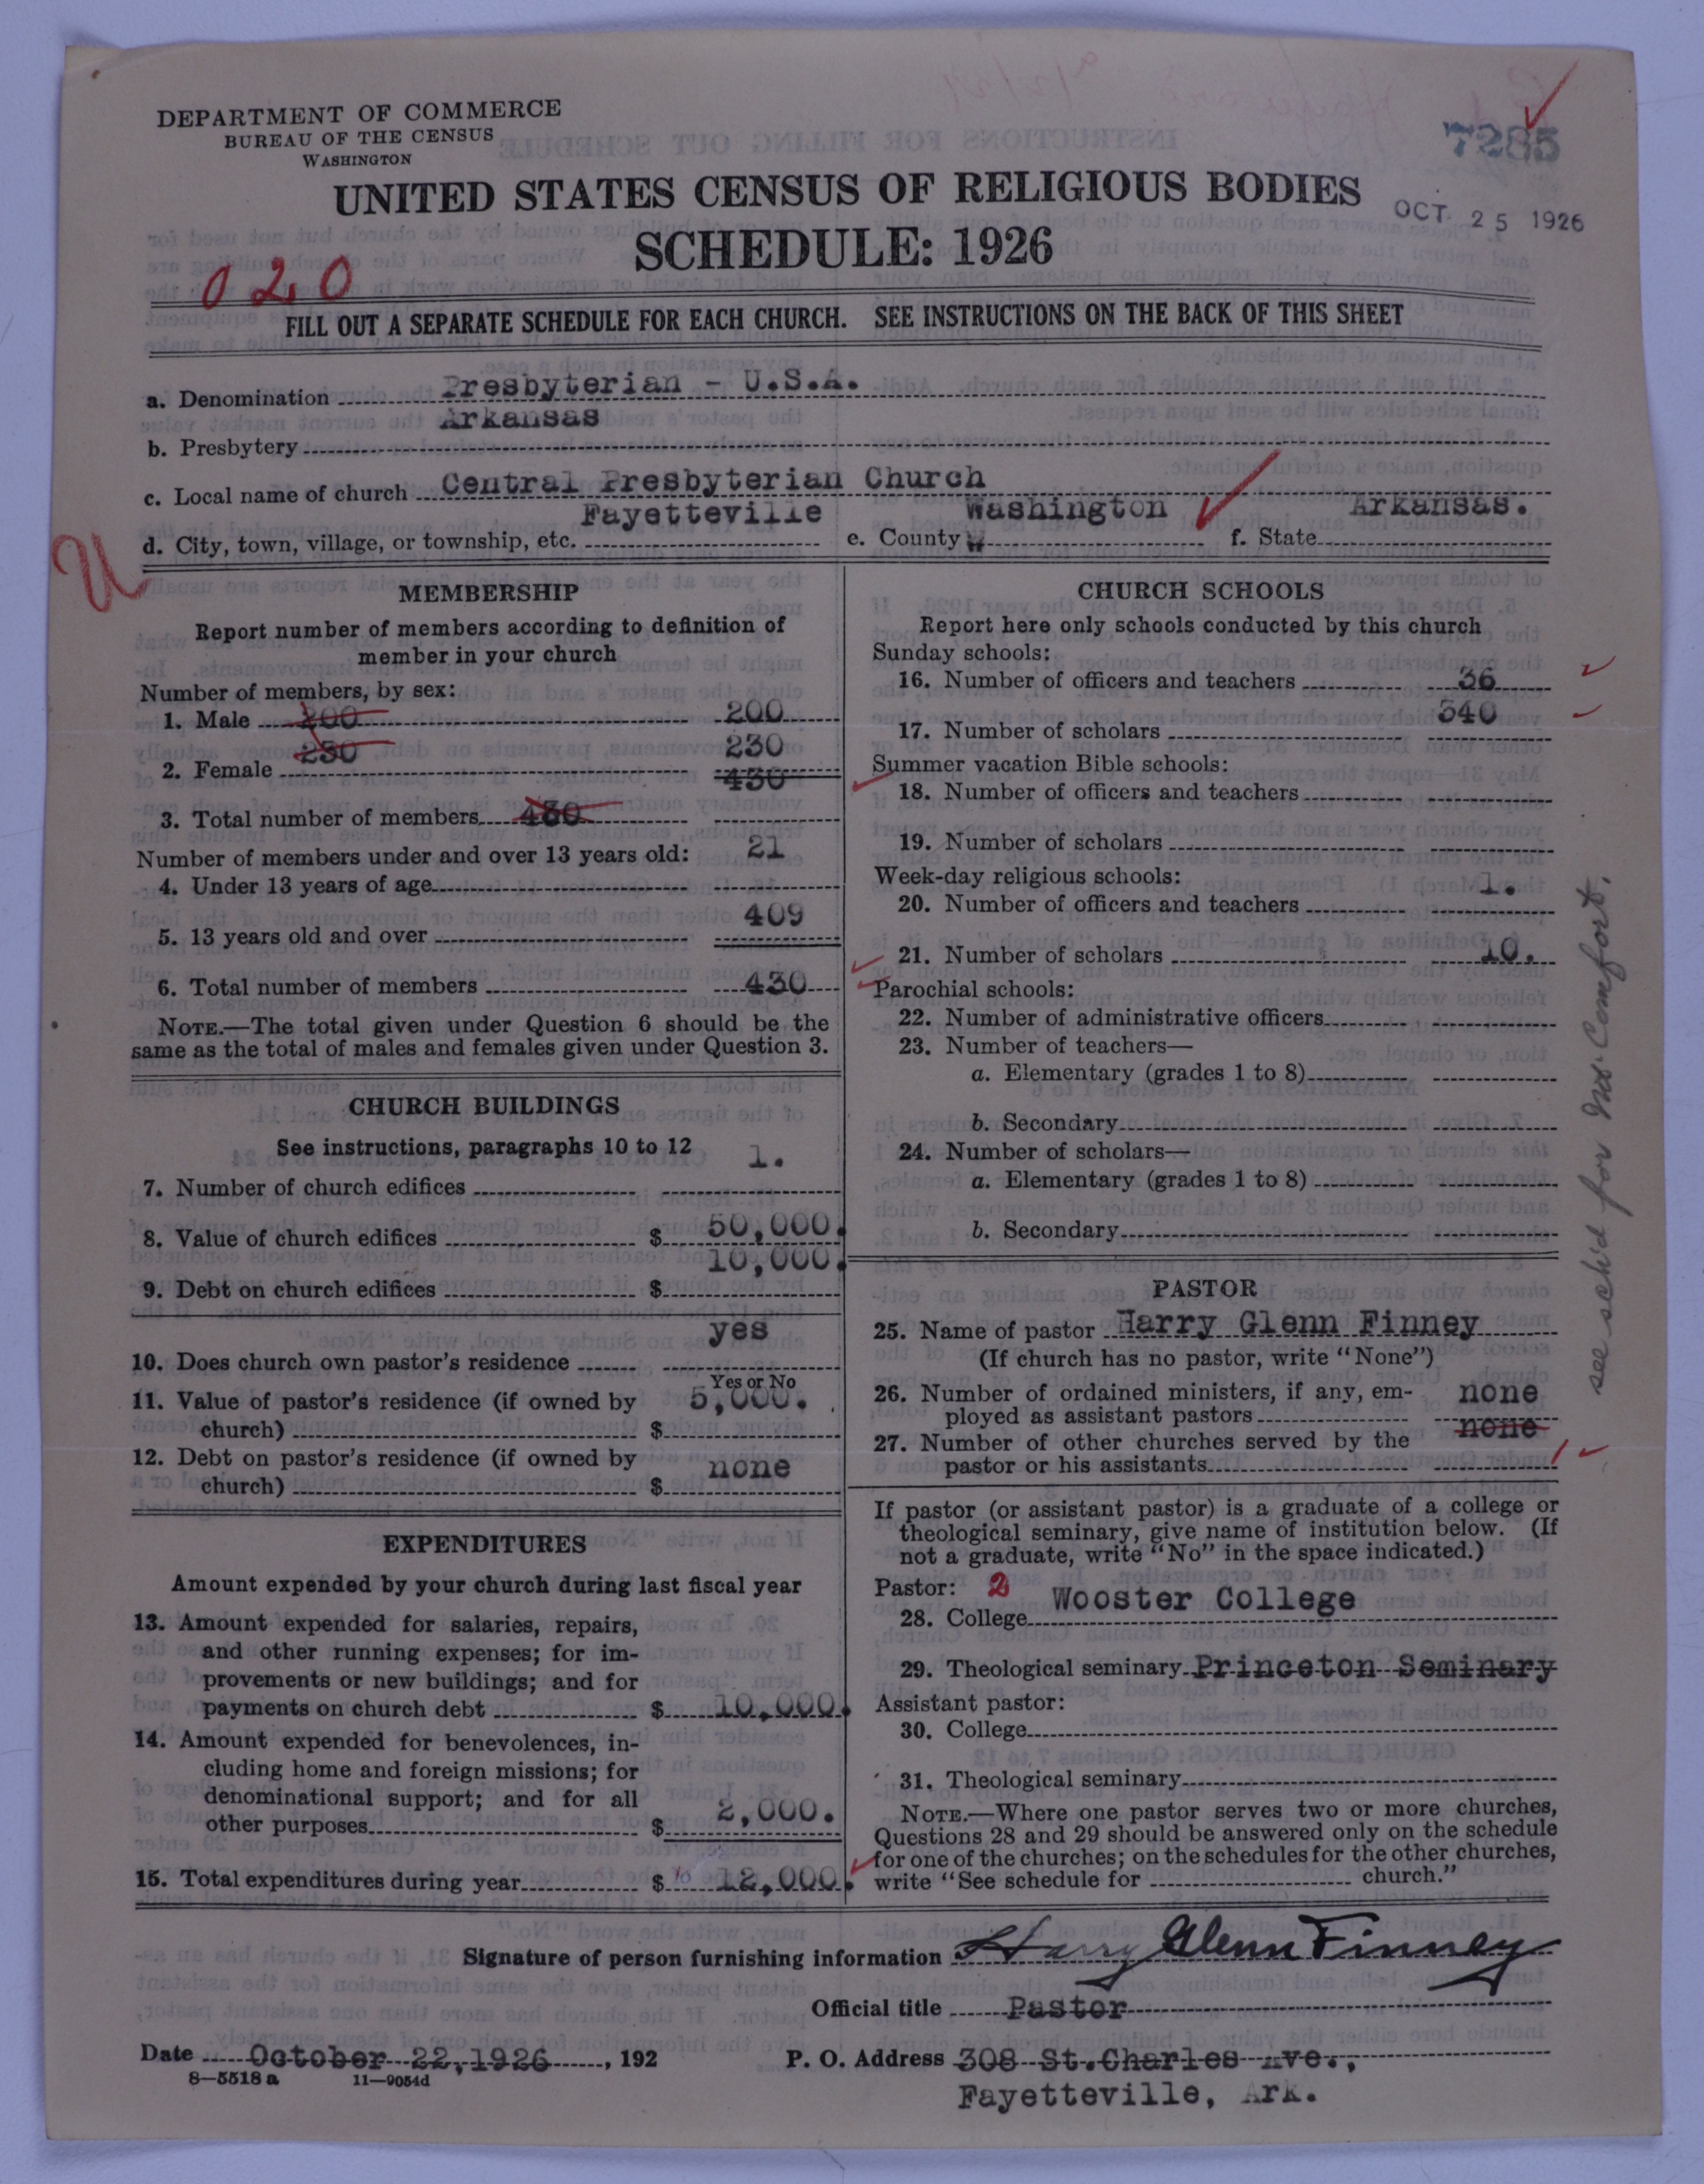 DEPARTMENT OF COMMERCE
BUREAU OF THE CENSUS
WASHINGTON
7285
UNITED STATES CENSUS OF RELIGIOUS BODIES
OCT. 25 1926
SCHEDULE: 1926
020
FILL OUT A SEPARATE SCHEDULE FOR EACH CHURCH. SEE INSTRUCTIONS ON THE BACK OF THIS SHEET
a. Denomination Presbyterian - U.S.A.
b. Presbytery Arkansas
c. Local name of church Central Presbyterian Church
d. City, town, village, or township, etc. Fayetteville e. County Washington f. State Arkansas.
U
MEMBERSHIP
Report number of members according to definition of
member in your church
Number of members, by sex:
1. Male 200 200
2. Female 230 230
430
3. Total number of members 430
Number of members under and over 13 years old:
4. Under 13 years of age 21
5. 13 years old and over 409
6. Total number of members 430
NOTE.—The total given under Question 6 should be the
same as the total of males and females given under Question 3.
CHURCH BUILDINGS
See instructions, paragraphs 10 to 12
7. Number of church edifices 1.
8. Value of church edifices $ 50,000.
9. Debt on church edifices $ 10,000.
10. Does church own pastor's residence yes
Yes or No
11. Value of pastor's residence (if owned by
church) $ 5,000.
12. Debt on pastor's residence (if owned by
church) $ none
EXPENDITURES
Amount expended by your church during last fiscal year
13. Amount expended for salaries, repairs,
and other running expenses; for im-
provements or new buildings; and for
payments on church debt $ 10,000.
14. Amount expended for benevolences, in-
cluding home and foreign missions; for
denominational support; and for all
other purposes $ 2,000.
15. Total expenditures during year $ 12,000.
CHURCH SCHOOLS
Report here only schools conducted by this church
Sunday schools:
16. Number of officers and teachers 36
17. Number of scholars 340
Summer vacation Bible schools:
18. Number of officers and teachers
19. Number of scholars
Week-day religious schools:
20. Number of officers and teachers 1.
21. Number of scholars 10.
Parochial schools:
22. Number of administrative officers
23. Number of teachers—
a. Elementary (grades 1 to 8)
b. Secondary
24. Number of scholars—
a. Elementary (grades 1 to 8)
b. Secondary
PASTOR
25. Name of pastor Harry Glenn Finney
(If church has no pastor, write "None")
26. Number of ordained ministers, if any, em-
ployed as assistant pastors none
27. Number of other churches served by the
pastor or his assistants none 1
If pastor (or assistant pastor) is a graduate of a college or
theological seminary, give name of institution below. (If
not a graduate, write "No" in the space indicated.)
Pastor: 2
28. College Wooster College
29. Theological seminary Princeton Seminary
Assistant pastor:
30. College
31. Theological seminary
NOTE.—Where one pastor serves two or more churches,
Questions 28 and 29 should be answered only on the schedule
for one of the churches; on the schedules for the other churches,
write "See schedule for church."
see sch'd for Mt. Comfort.
Signature of person furnishing information Harry Glenn Finney
Official title Pastor
Date October 22, 1926, 192 P. O. Address 308 St. Charles Ave.,
8—5518 a 11—9054d
Fayetteville, Ark.